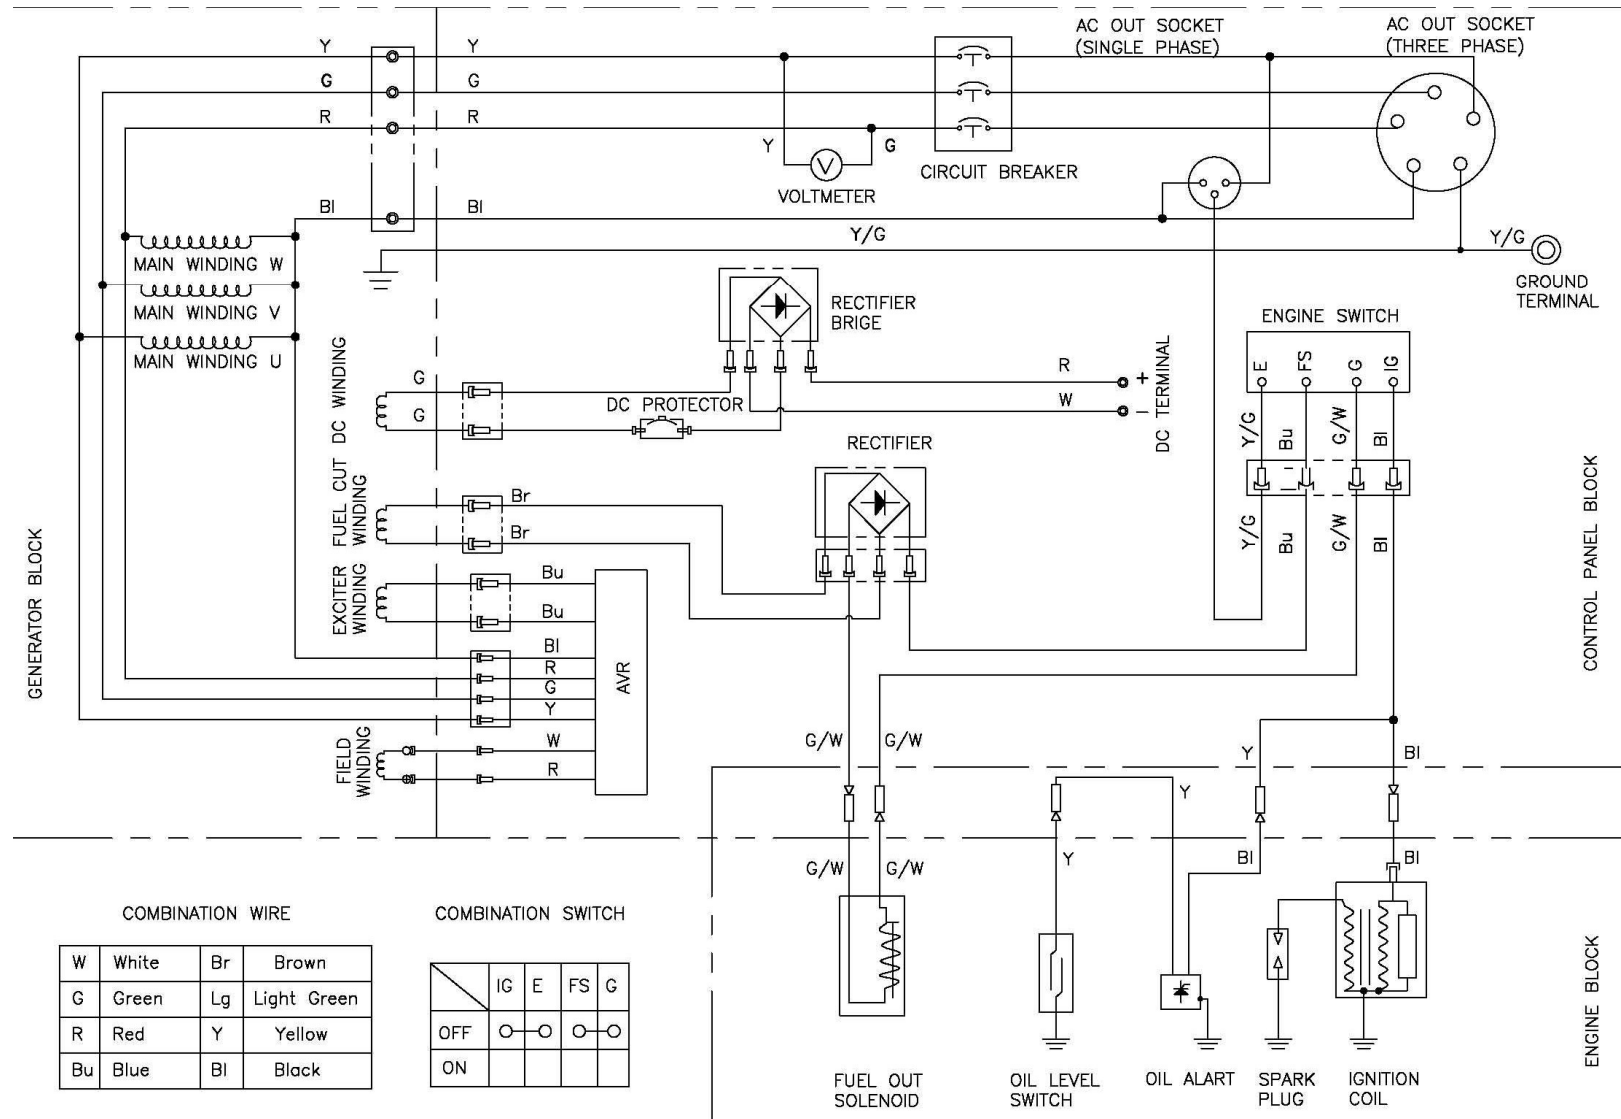 AC OUT SOCKET
(SINGLE PHASE)
AC OUT SOCKET
(THREE PHASE)
Y
Y
G
G
R
R
Y
G
V
VOLTMETER
CIRCUIT BREAKER
Bl
Bl
Y/G
Y/G
GROUND
TERMINAL
MAIN WINDING W
MAIN WINDING V
MAIN WINDING U
RECTIFIER
BRIGE
ENGINE SWITCH
E
FS
G
IG
DC WINDING
G
G
DC PROTECTOR
R
W
+
−
DC TERMINAL
Y/G
Bu
G/W
Bl
RECTIFIER
FUEL CUT
WINDING
Br
Br
Y/G
Bu
G/W
Bl
EXCITER
WINDING
Bu
Bu
Bl
R
G
Y
W
R
AVR
FIELD
WINDING
GENERATOR BLOCK
CONTROL PANEL BLOCK
G/W
G/W
Y
Bl
Y
G/W
G/W
Y
Bl
Bl
FUEL OUT
SOLENOID
OIL LEVEL
SWITCH
OIL ALART
SPARK
PLUG
IGNITION
COIL
ENGINE BLOCK
COMBINATION WIRE
W White Br Brown
G Green Lg Light Green
R Red Y Yellow
Bu Blue Bl Black
COMBINATION SWITCH
IG E FS G
OFF
ON